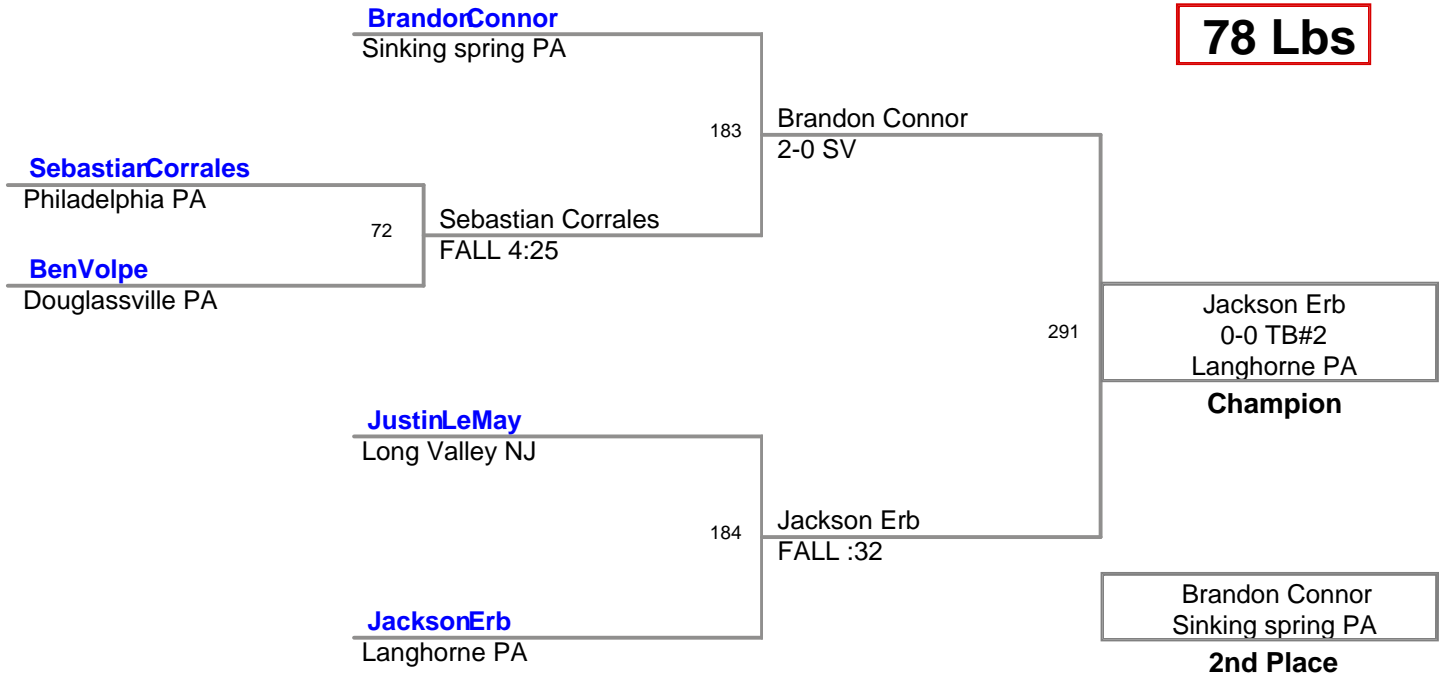 BrandonConnor
Sinking spring PA
78 Lbs
183
Brandon Connor
2-0 SV
SebastianCorrales
Philadelphia PA
72
Sebastian Corrales
FALL 4:25
BenVolpe
Douglassville PA
291
Jackson Erb
0-0 TB#2
Langhorne PA
Champion
JustinLeMay
Long Valley NJ
184
Jackson Erb
FALL :32
JacksonErb
Langhorne PA
Brandon Connor
Sinking spring PA
2nd Place